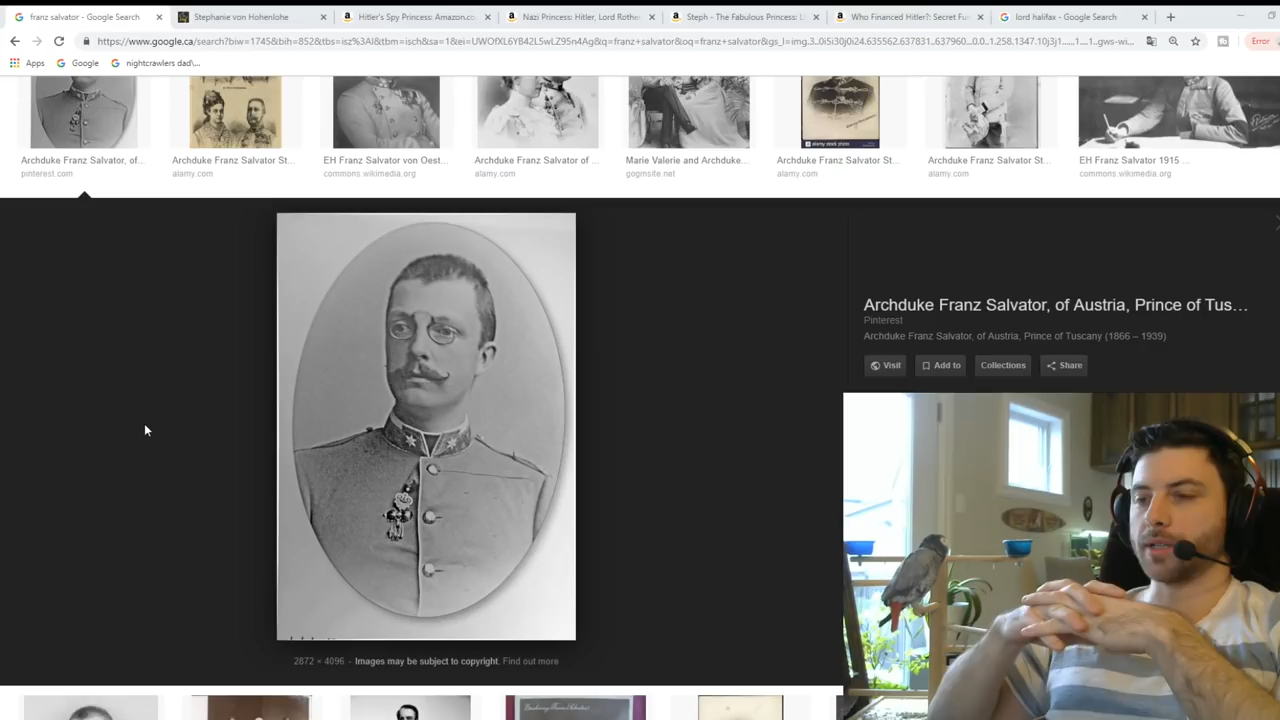 franz salvator - Google Search
Stephanie von Hohenlohe
Hitler's Spy Princess: Amazon.co
Nazi Princess: Hitler, Lord Rothe
Steph - The Fabulous Princess:
Who Financed Hitler?: Secret Fu
lord halifax - Google Search
https://www.google.ca/search?biw=1745&bih=852&tbs=isz%3Al&tbm=isch&sa=1&ei=UWOfXL6YB42L5wLZ95n4Ag&q=franz+salvator&oq=franz+salvator&gs_l=img.3..0i5i30j0i24.635562.637831..637960...0.0..1.258.1347.10j3j1......1....1..gws-wi...
Error
Apps
Google
nightcrawlers dad\...
alamy stock photo
Archduke Franz Salvator, of...
Archduke Franz Salvator St...
EH Franz Salvator von Oest...
Archduke Franz Salvator of ...
Marie Valerie and Archduke...
Archduke Franz Salvator St...
Archduke Franz Salvator St...
EH Franz Salvator 1915 ...
pinterest.com
alamy.com
commons.wikimedia.org
alamy.com
gogmsite.net
alamy.com
alamy.com
commons.wikimedia.org
Archduke Franz Salvator, of Austria, Prince of Tus...
Pinterest
Archduke Franz Salvator, of Austria, Prince of Tuscany (1866 – 1939)
Visit
Add to
Collections
Share
2872 × 4096 - Images may be subject to copyright. Find out more